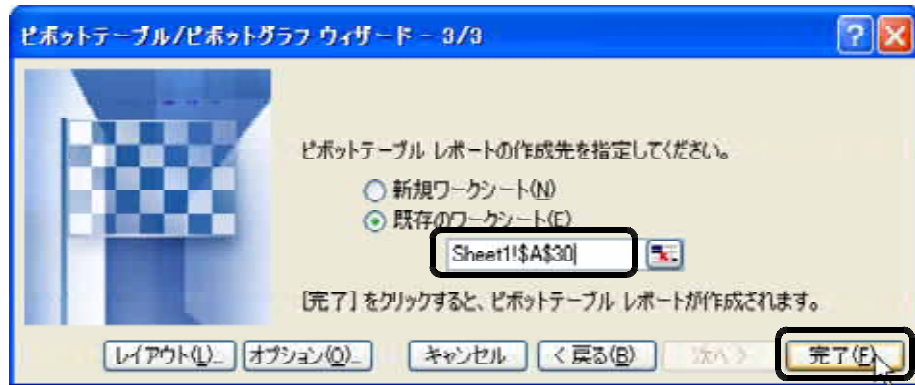 ピボットテーブル/ピボットグラフ ウィザード - 3/3
ピボットテーブル レポートの作成先を指定してください。
新規ワークシート(N)
既存のワークシート(E)
Sheet1!$A$30
[完了] をクリックすると、ピボットテーブル レポートが作成されます。
レイアウト(L)... オプション(O)... キャンセル < 戻る(B) 次へ > 完了(F)